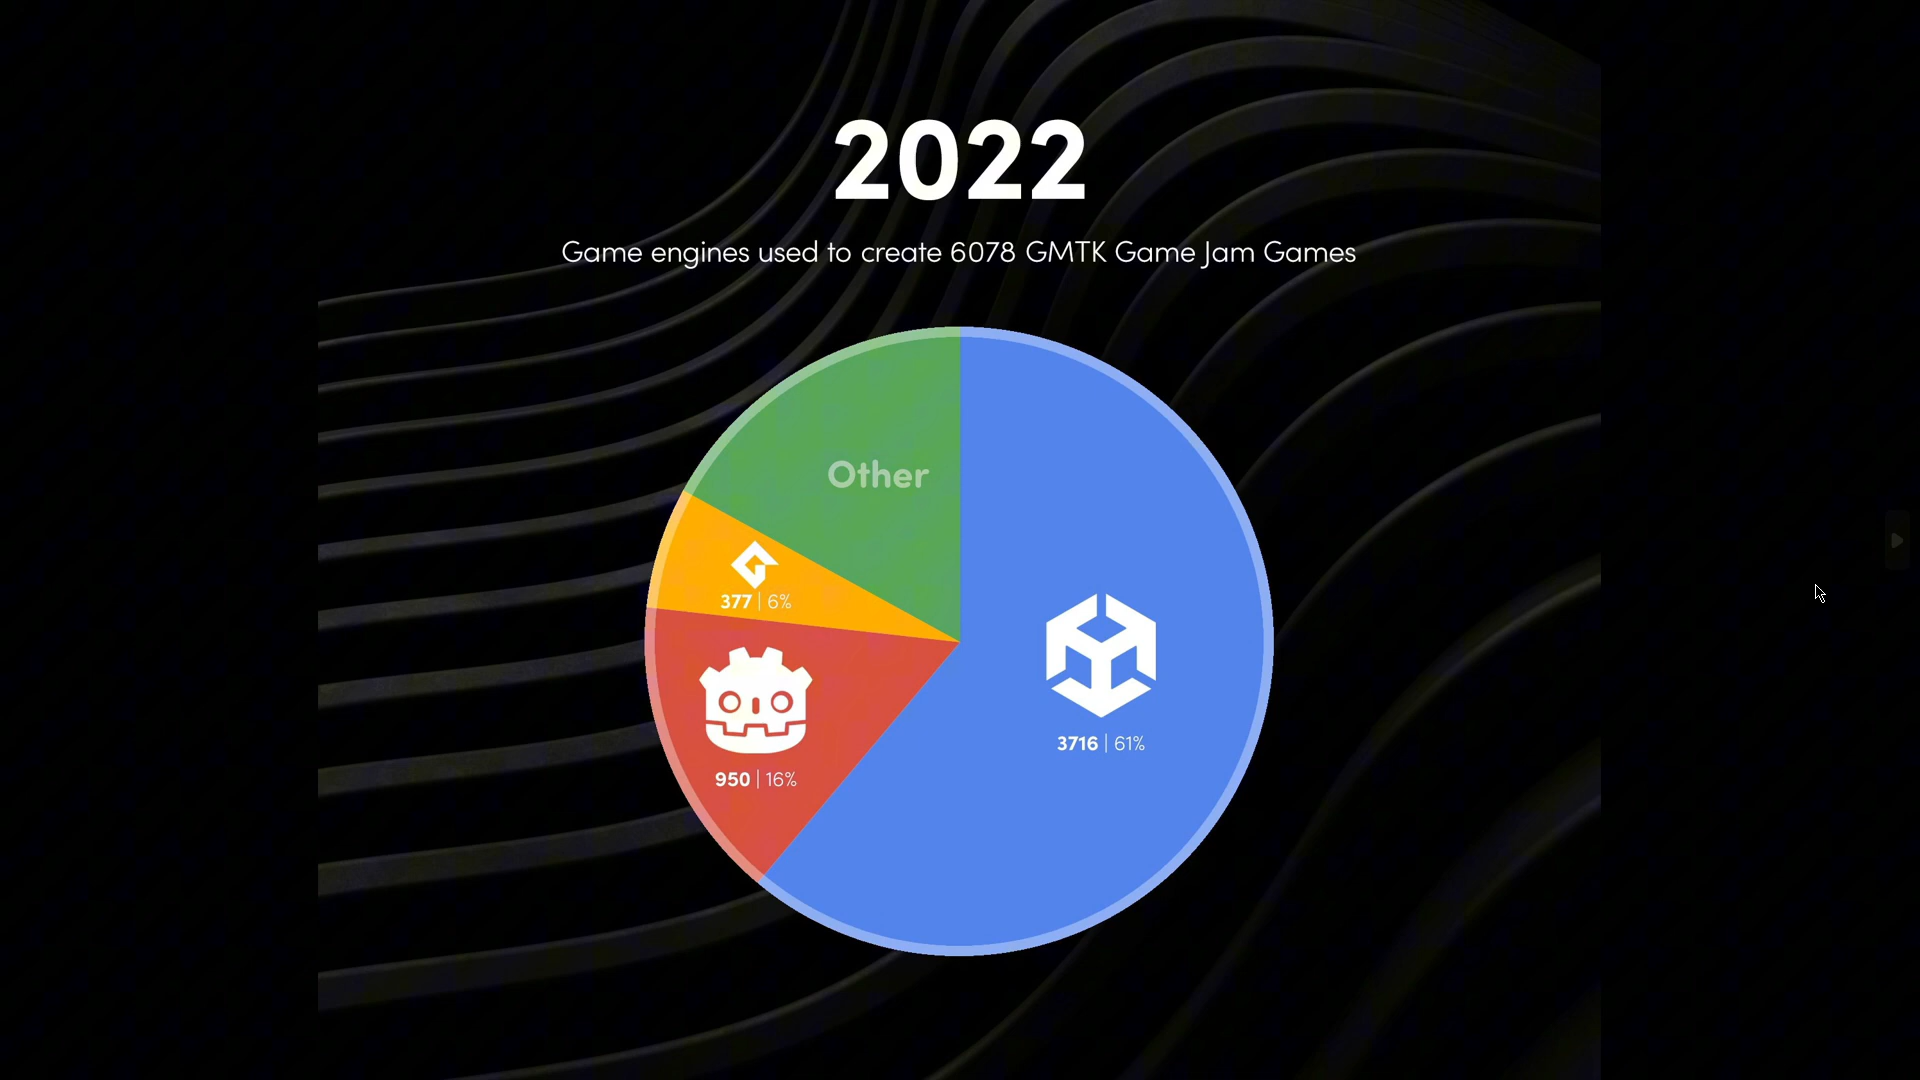 2022
Game engines used to create 6078 GMTK Game Jam Games
Other
377 | 6%
950 | 16%
3716 | 61%